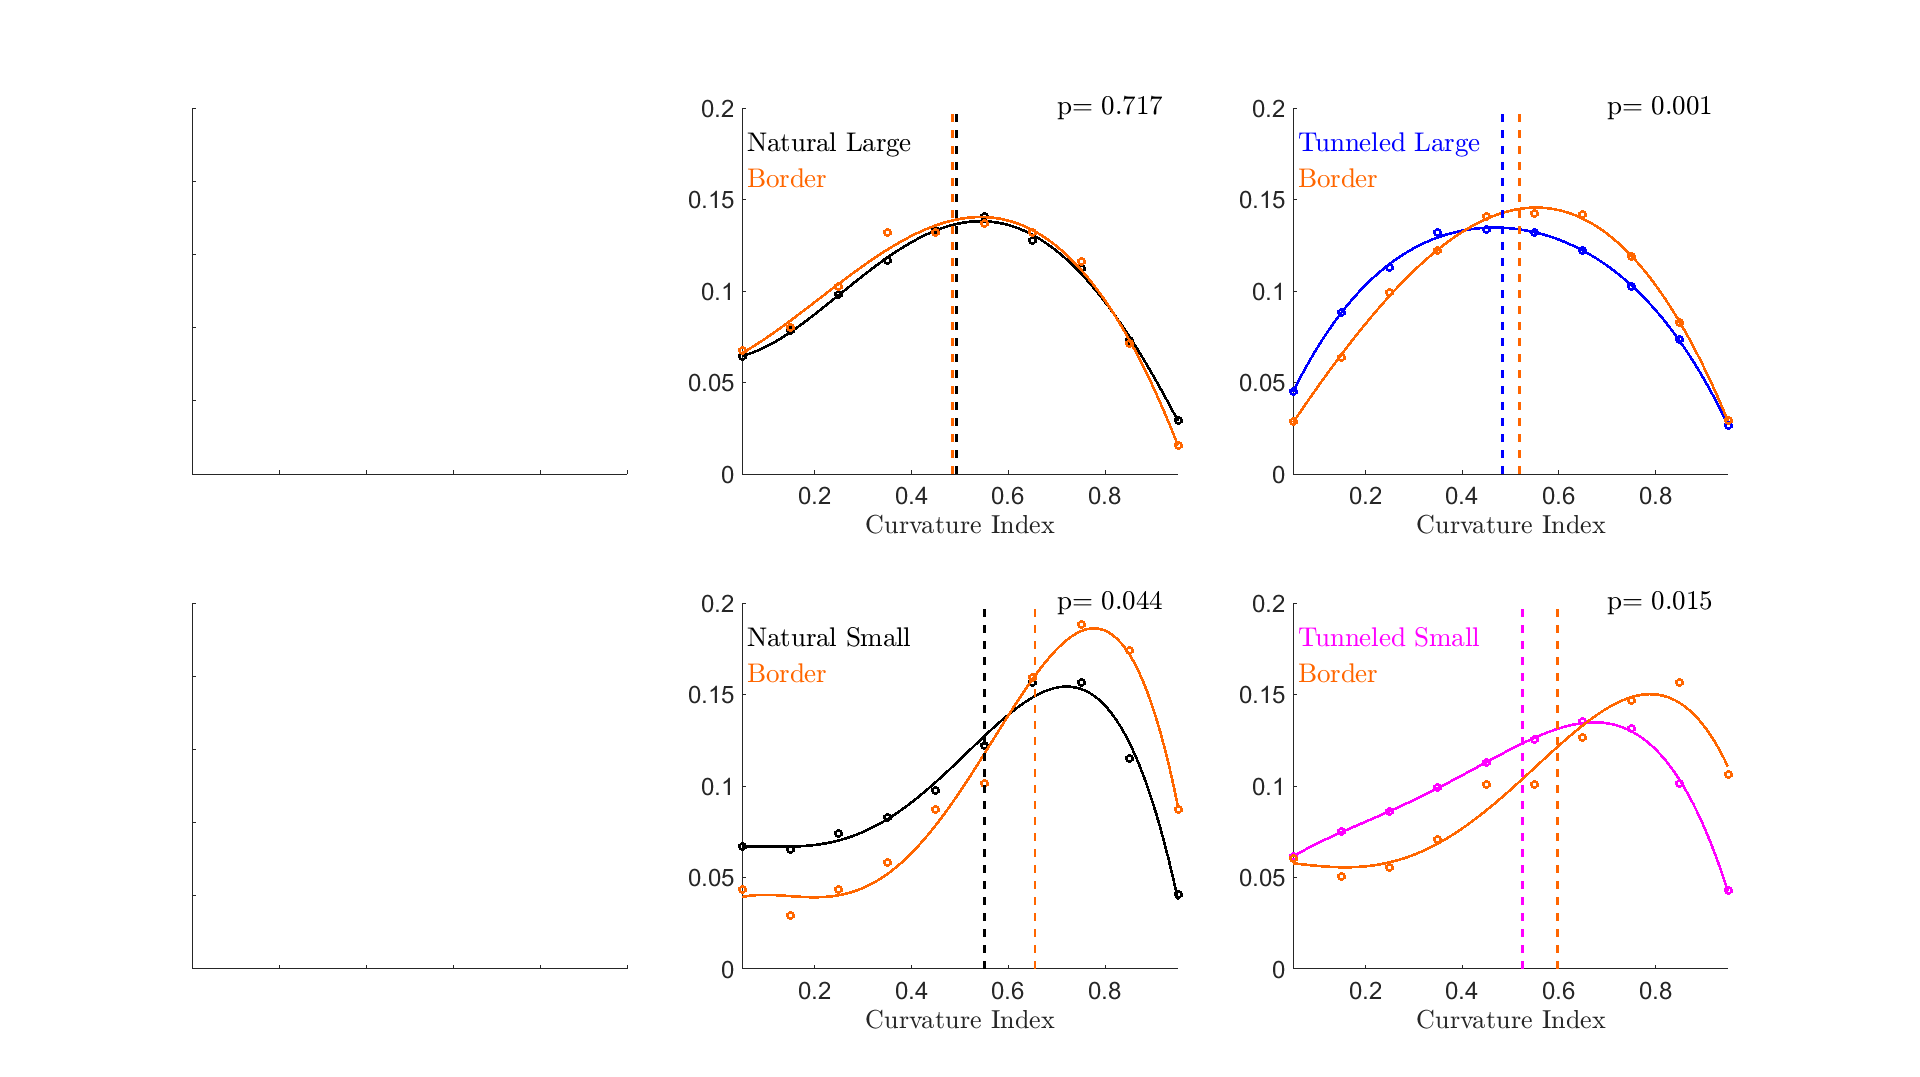 p= 0.717
0.2
Natural Large
Border
0.15
0.1
0.05
0
0.2 0.4 0.6 0.8
Curvature Index
p= 0.001
0.2
Tunneled Large
Border
0.15
0.1
0.05
0
0.2 0.4 0.6 0.8
Curvature Index
p= 0.044
0.2
Natural Small
Border
0.15
0.1
0.05
0
0.2 0.4 0.6 0.8
Curvature Index
p= 0.015
0.2
Tunneled Small
Border
0.15
0.1
0.05
0
0.2 0.4 0.6 0.8
Curvature Index